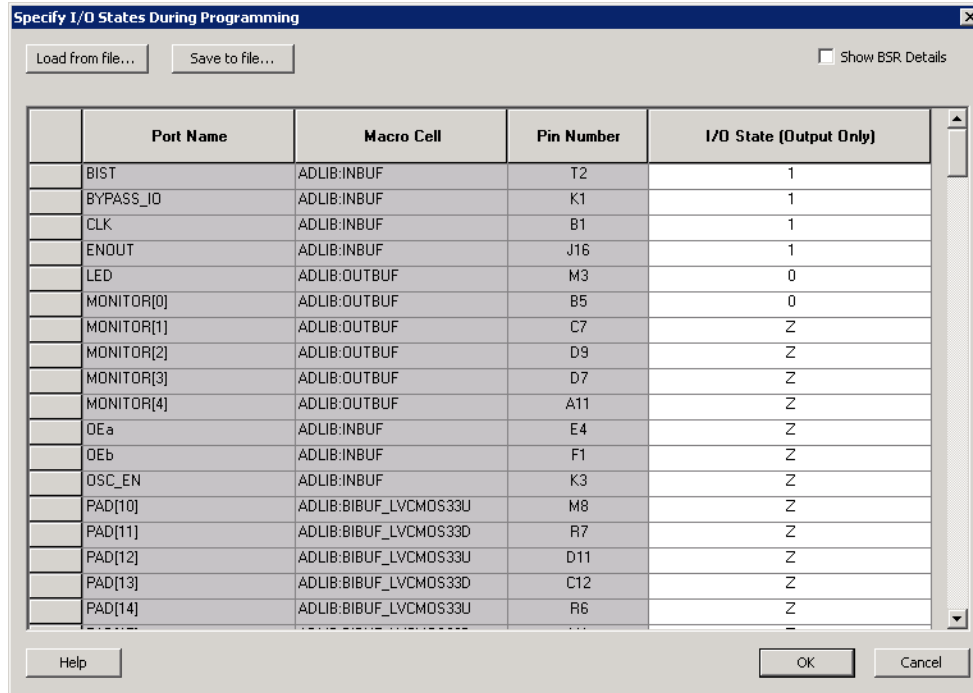 Specify I/O States During Programming
Load from file... Save to file... Show BSR Details
Port Name Macro Cell Pin Number I/O State (Output Only)
BIST ADLIB:INBUF T2 1
BYPASS_IO ADLIB:INBUF K1 1
CLK ADLIB:INBUF B1 1
ENOUT ADLIB:INBUF J16 1
LED ADLIB:OUTBUF M3 0
MONITOR[0] ADLIB:OUTBUF B5 0
MONITOR[1] ADLIB:OUTBUF C7 Z
MONITOR[2] ADLIB:OUTBUF D9 Z
MONITOR[3] ADLIB:OUTBUF D7 Z
MONITOR[4] ADLIB:OUTBUF A11 Z
OEa ADLIB:INBUF E4 Z
OEb ADLIB:INBUF F1 Z
OSC_EN ADLIB:INBUF K3 Z
PAD[10] ADLIB:BIBUF_LVCMOS33U M8 Z
PAD[11] ADLIB:BIBUF_LVCMOS33D R7 Z
PAD[12] ADLIB:BIBUF_LVCMOS33U D11 Z
PAD[13] ADLIB:BIBUF_LVCMOS33D C12 Z
PAD[14] ADLIB:BIBUF_LVCMOS33U R6 Z
Help OK Cancel